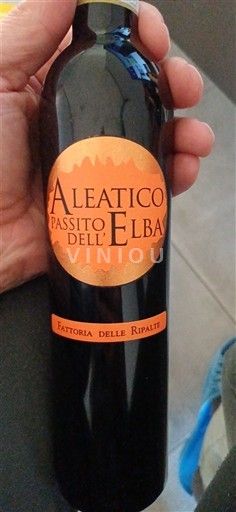 ALEATICO
PASSITO
DELL'ELBA
VINIOU
FATTORIA DELLE RIPALTE